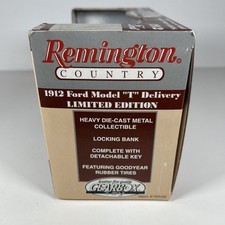 Remington®
COUNTRY
1912 Ford Model "T" Delivery
LIMITED EDITION
HEAVY DIE-CAST METAL
COLLECTIBLE
LOCKING BANK
COMPLETE WITH
DETACHABLE KEY
FEATURING GOODYEAR
RUBBER TIRES
GEARBOX